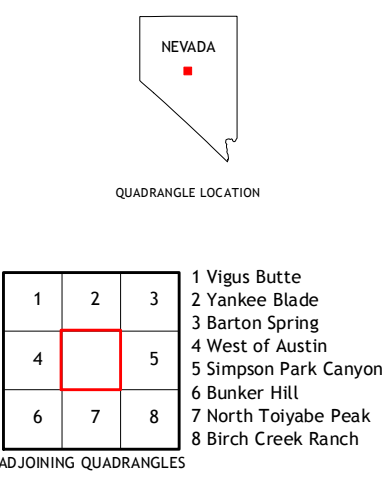 NEVADA
QUADRANGLE LOCATION
1 2 3
4 5
6 7 8
1 Vigus Butte
2 Yankee Blade
3 Barton Spring
4 West of Austin
5 Simpson Park Canyon
6 Bunker Hill
7 North Toiyabe Peak
8 Birch Creek Ranch
ADJOINING QUADRANGLES